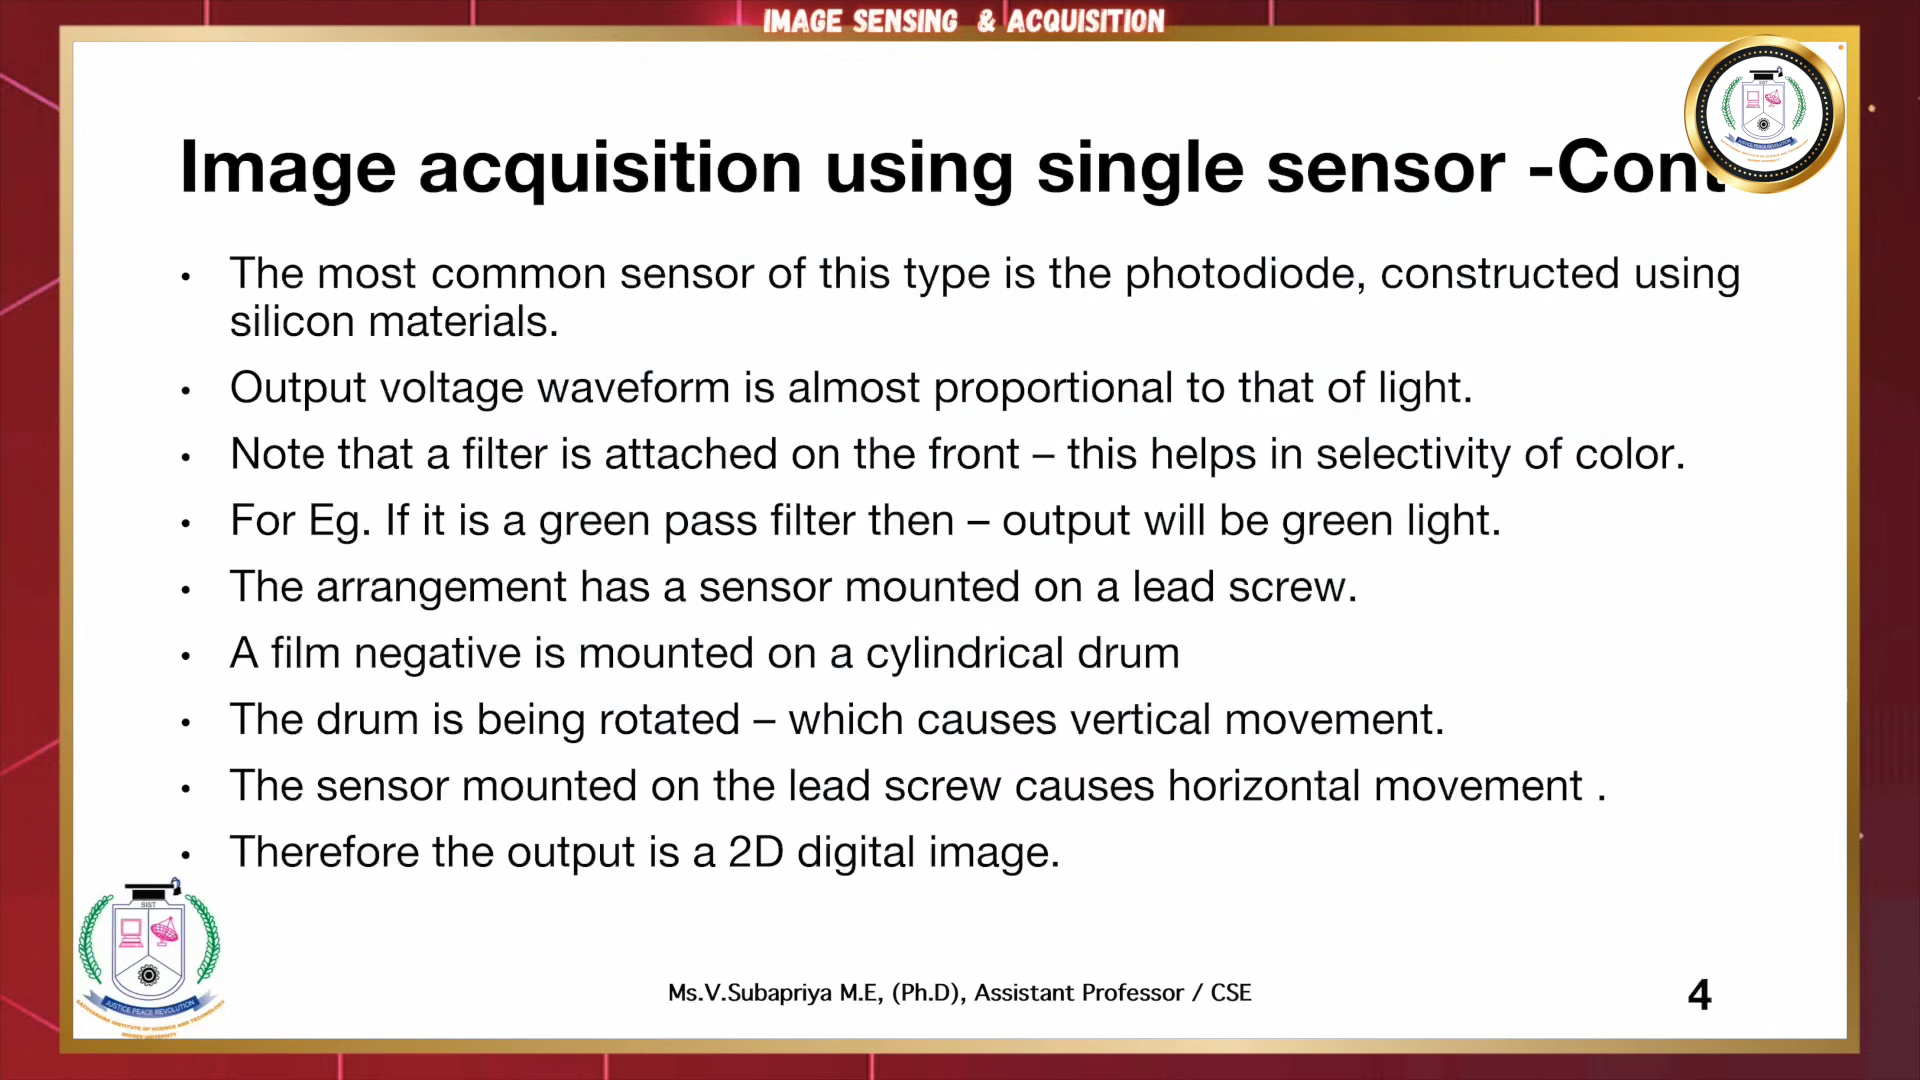 IMAGE SENSING & ACQUISITION
Image acquisition using single sensor -Cont
• The most common sensor of this type is the photodiode, constructed using
silicon materials.
• Output voltage waveform is almost proportional to that of light.
• Note that a filter is attached on the front – this helps in selectivity of color.
• For Eg. If it is a green pass filter then – output will be green light.
• The arrangement has a sensor mounted on a lead screw.
• A film negative is mounted on a cylindrical drum
• The drum is being rotated – which causes vertical movement.
• The sensor mounted on the lead screw causes horizontal movement .
• Therefore the output is a 2D digital image.
SIST
JUSTICE PEACE REVOLUTION
Ms.V.Subapriya M.E, (Ph.D), Assistant Professor / CSE
4